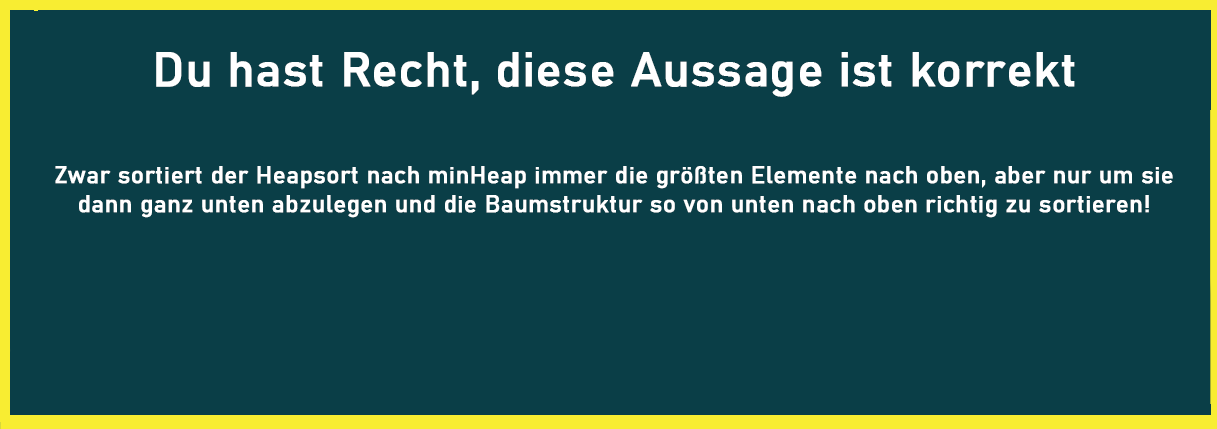 Du hast Recht, diese Aussage ist korrekt
Zwar sortiert der Heapsort nach minHeap immer die größten Elemente nach oben, aber nur um sie
dann ganz unten abzulegen und die Baumstruktur so von unten nach oben richtig zu sortieren!